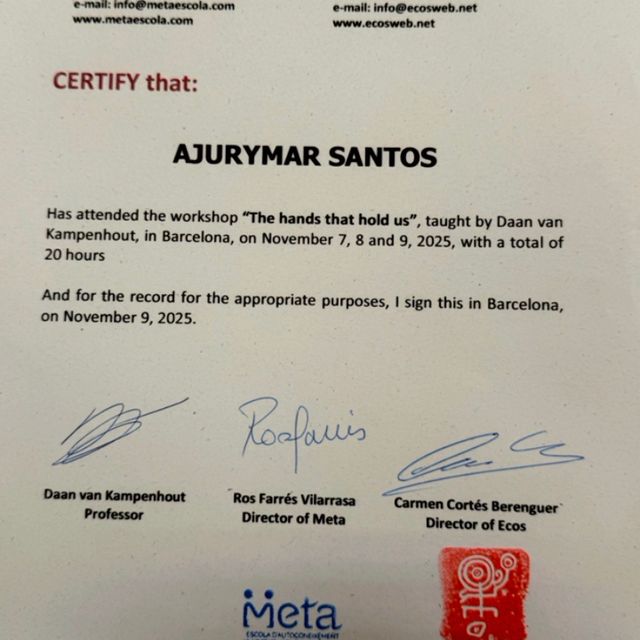 e-mail: info@metaescola.com e-mail: info@ecosweb.net
www.metaescola.com www.ecosweb.net
CERTIFY that:
AJURYMAR SANTOS
Has attended the workshop “The hands that hold us”, taught by Daan van
Kampenhout, in Barcelona, on November 7, 8 and 9, 2025, with a total of
20 hours
And for the record for the appropriate purposes, I sign this in Barcelona,
on November 9, 2025.
Rosfarris
Daan van Kampenhout Ros Farrés Vilarrasa Carmen Cortés Berenguer
Professor Director of Meta Director of Ecos
Meta
ESCOLA D'AUTOCONEIXEMENT